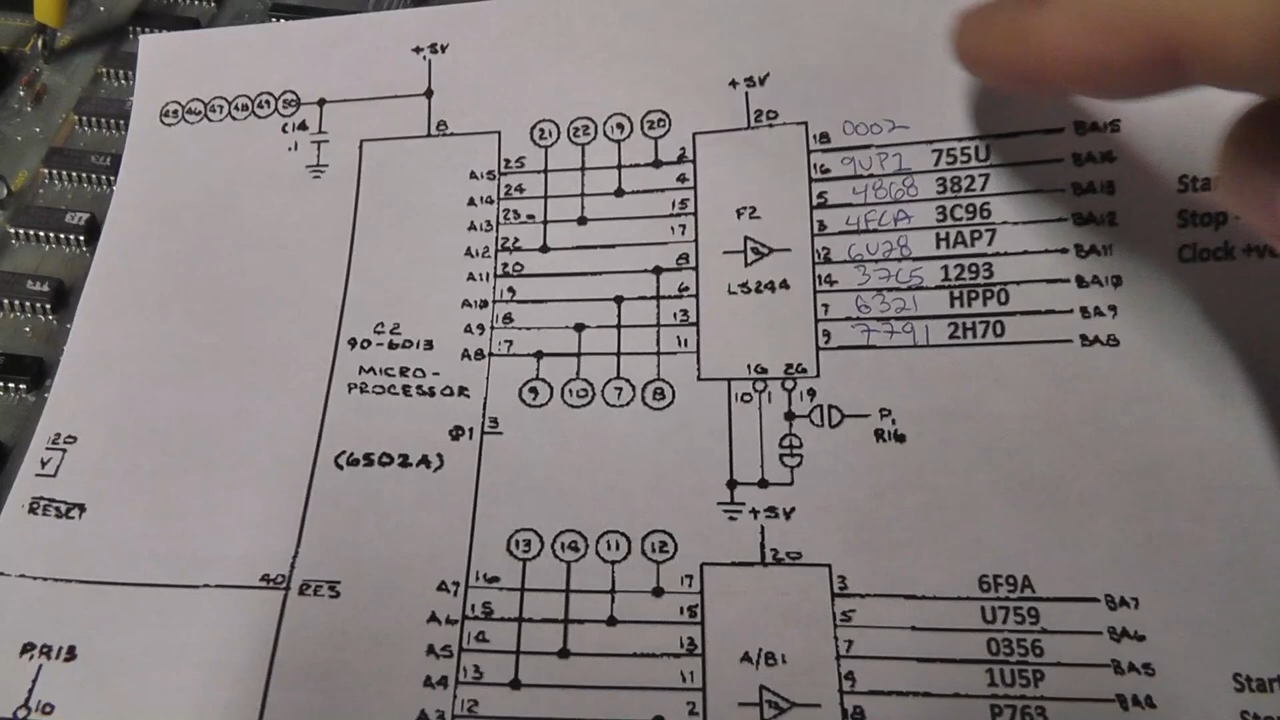 +5V
+5V
45 46 47 48 49 50
C14
.1
8
21 22 19 20
20
A15 25 2
A14 24 4
A13 23 15
A12 22 17
A11 20 8
A10 19 6
A9 18 13
A8 17 11
F2
LS244
18 0002 BA15
16 9UP1 755U BA14
5 4868 3827 BA13
3 4FCA 3C96 BA12
12 6U28 HAP7 BA11
14 37C5 1293 BA10
7 6321 HPP0 BA9
9 7791 2H70 BA8
Stop -
Clock +ve
C2
90-6013
MICRO-
PROCESSOR
9 10 7 8
1G 2G
10 1 19
P,
R16
Φ1 3
(6502A)
120
RESET
+5V
13 14 11 12
20
40 RES
A7 16 17
A6 15 15
A5 14 13
A4 13 11
A3 12 2
A/B1
3 6F9A BA7
5 U759 BA6
7 0356 BA5
9 1U5P BA4
18 P763
P,R13
10
Start